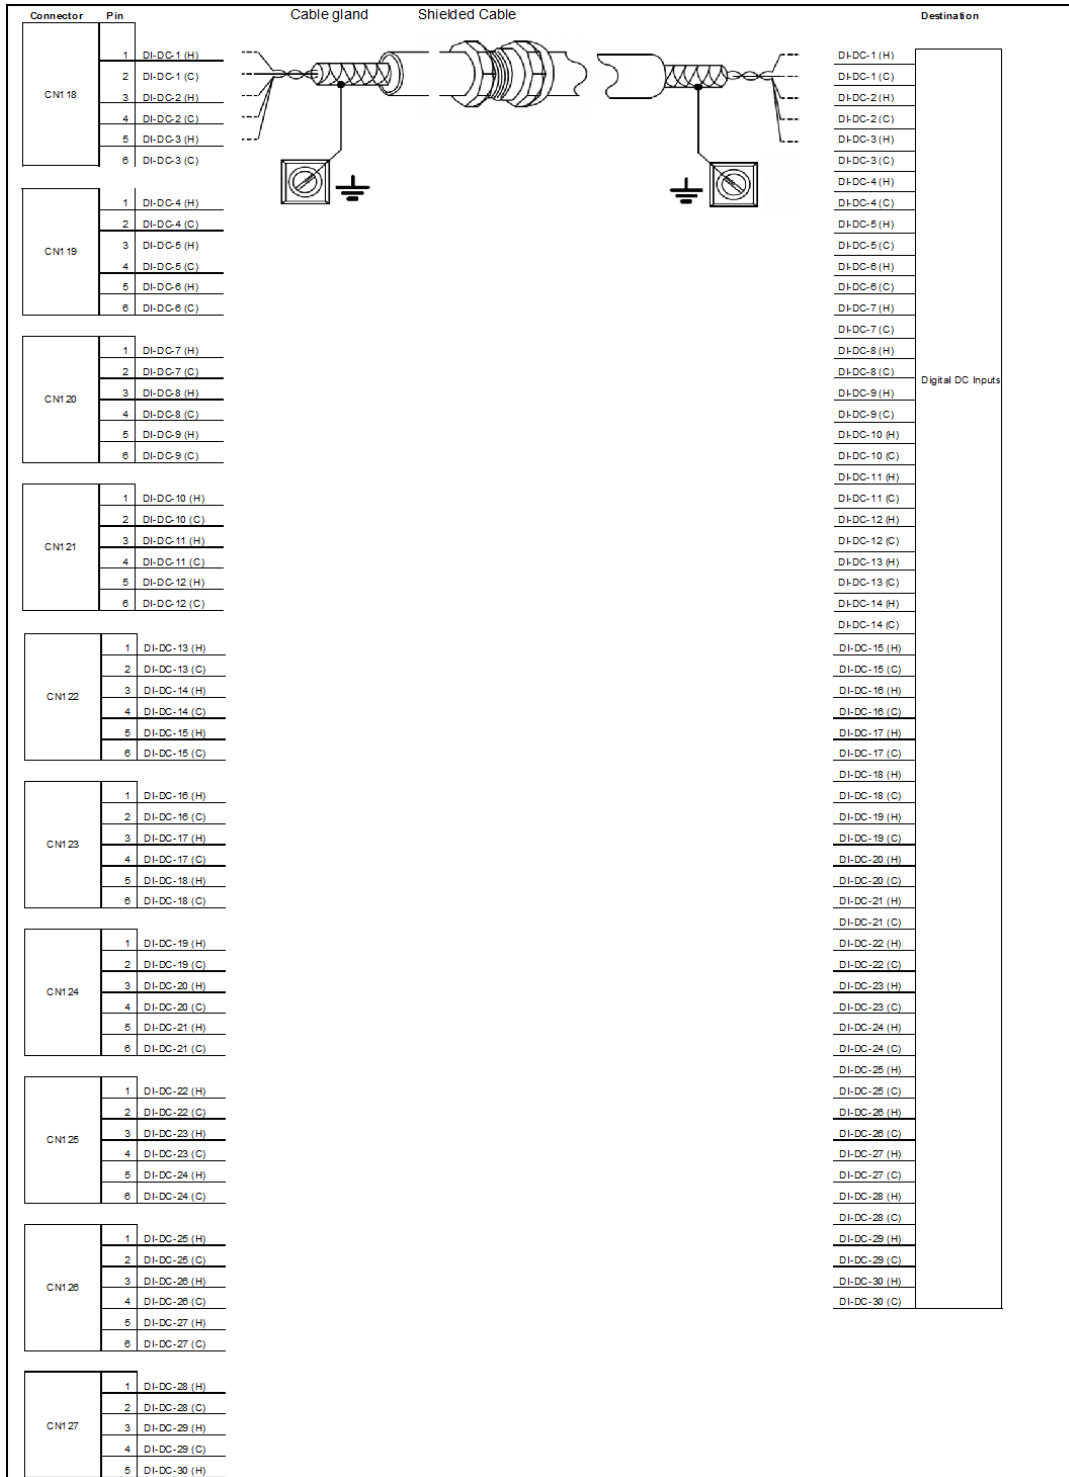 Connector Pin Cable gland Shielded Cable Destination
CN118
1 DI-DC-1 (H)
2 DI-DC-1 (C)
3 DI-DC-2 (H)
4 DI-DC-2 (C)
5 DI-DC-3 (H)
6 DI-DC-3 (C)
CN119
1 DI-DC-4 (H)
2 DI-DC-4 (C)
3 DI-DC-5 (H)
4 DI-DC-5 (C)
5 DI-DC-6 (H)
6 DI-DC-6 (C)
CN120
1 DI-DC-7 (H)
2 DI-DC-7 (C)
3 DI-DC-8 (H)
4 DI-DC-8 (C)
5 DI-DC-9 (H)
6 DI-DC-9 (C)
CN121
1 DI-DC-10 (H)
2 DI-DC-10 (C)
3 DI-DC-11 (H)
4 DI-DC-11 (C)
5 DI-DC-12 (H)
6 DI-DC-12 (C)
CN122
1 DI-DC-13 (H)
2 DI-DC-13 (C)
3 DI-DC-14 (H)
4 DI-DC-14 (C)
5 DI-DC-15 (H)
6 DI-DC-15 (C)
CN123
1 DI-DC-16 (H)
2 DI-DC-16 (C)
3 DI-DC-17 (H)
4 DI-DC-17 (C)
5 DI-DC-18 (H)
6 DI-DC-18 (C)
CN124
1 DI-DC-19 (H)
2 DI-DC-19 (C)
3 DI-DC-20 (H)
4 DI-DC-20 (C)
5 DI-DC-21 (H)
6 DI-DC-21 (C)
CN125
1 DI-DC-22 (H)
2 DI-DC-22 (C)
3 DI-DC-23 (H)
4 DI-DC-23 (C)
5 DI-DC-24 (H)
6 DI-DC-24 (C)
CN126
1 DI-DC-25 (H)
2 DI-DC-25 (C)
3 DI-DC-26 (H)
4 DI-DC-26 (C)
5 DI-DC-27 (H)
6 DI-DC-27 (C)
CN127
1 DI-DC-28 (H)
2 DI-DC-28 (C)
3 DI-DC-29 (H)
4 DI-DC-29 (C)
5 DI-DC-30 (H)
DI-DC-1 (H)
DI-DC-1 (C)
DI-DC-2 (H)
DI-DC-2 (C)
DI-DC-3 (H)
DI-DC-3 (C)
DI-DC-4 (H)
DI-DC-4 (C)
DI-DC-5 (H)
DI-DC-5 (C)
DI-DC-6 (H)
DI-DC-6 (C)
DI-DC-7 (H)
DI-DC-7 (C)
DI-DC-8 (H)
DI-DC-8 (C)
DI-DC-9 (H)
DI-DC-9 (C)
DI-DC-10 (H)
DI-DC-10 (C)
DI-DC-11 (H)
DI-DC-11 (C)
DI-DC-12 (H)
DI-DC-12 (C)
DI-DC-13 (H)
DI-DC-13 (C)
DI-DC-14 (H)
DI-DC-14 (C)
DI-DC-15 (H)
DI-DC-15 (C)
DI-DC-16 (H)
DI-DC-16 (C)
DI-DC-17 (H)
DI-DC-17 (C)
DI-DC-18 (H)
DI-DC-18 (C)
DI-DC-19 (H)
DI-DC-19 (C)
DI-DC-20 (H)
DI-DC-20 (C)
DI-DC-21 (H)
DI-DC-21 (C)
DI-DC-22 (H)
DI-DC-22 (C)
DI-DC-23 (H)
DI-DC-23 (C)
DI-DC-24 (H)
DI-DC-24 (C)
DI-DC-25 (H)
DI-DC-25 (C)
DI-DC-26 (H)
DI-DC-26 (C)
DI-DC-27 (H)
DI-DC-27 (C)
DI-DC-28 (H)
DI-DC-28 (C)
DI-DC-29 (H)
DI-DC-29 (C)
DI-DC-30 (H)
DI-DC-30 (C)
Digital DC Inputs